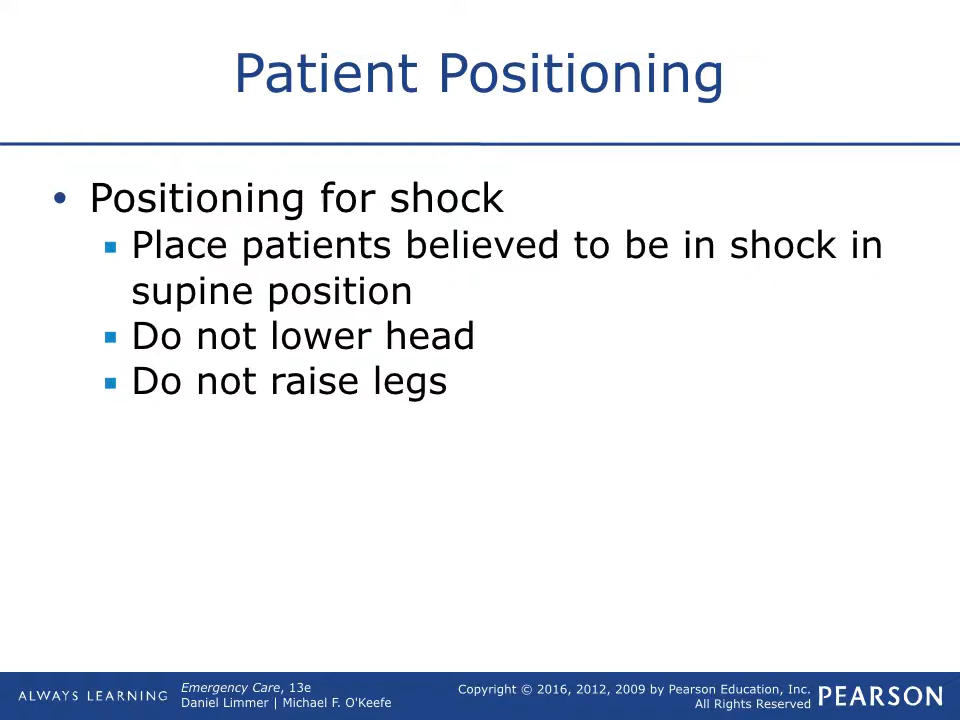 Patient Positioning
• Positioning for shock
▪ Place patients believed to be in shock in
supine position
▪ Do not lower head
▪ Do not raise legs
ALWAYS LEARNING
Emergency Care, 13e
Daniel Limmer | Michael F. O'Keefe
Copyright © 2016, 2012, 2009 by Pearson Education, Inc.
All Rights Reserved
PEARSON